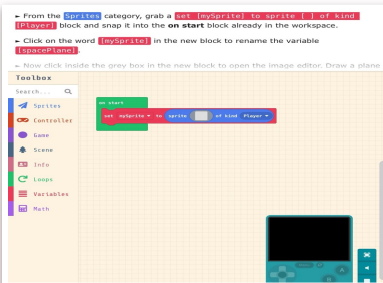 ► From the Sprites category, grab a set [mySprite] to sprite [ ] of kind
[Player] block and snap it into the on start block already in the workspace.
► Click on the word [mySprite] in the new block to rename the variable
[spacePlane].
► Now click inside the grey box in the new block to open the image editor. Draw a plane
Toolbox
Search...
Sprites
Controller
Game
Scene
Info
Loops
Variables
Math
on start
set mySprite to sprite of kind Player
A